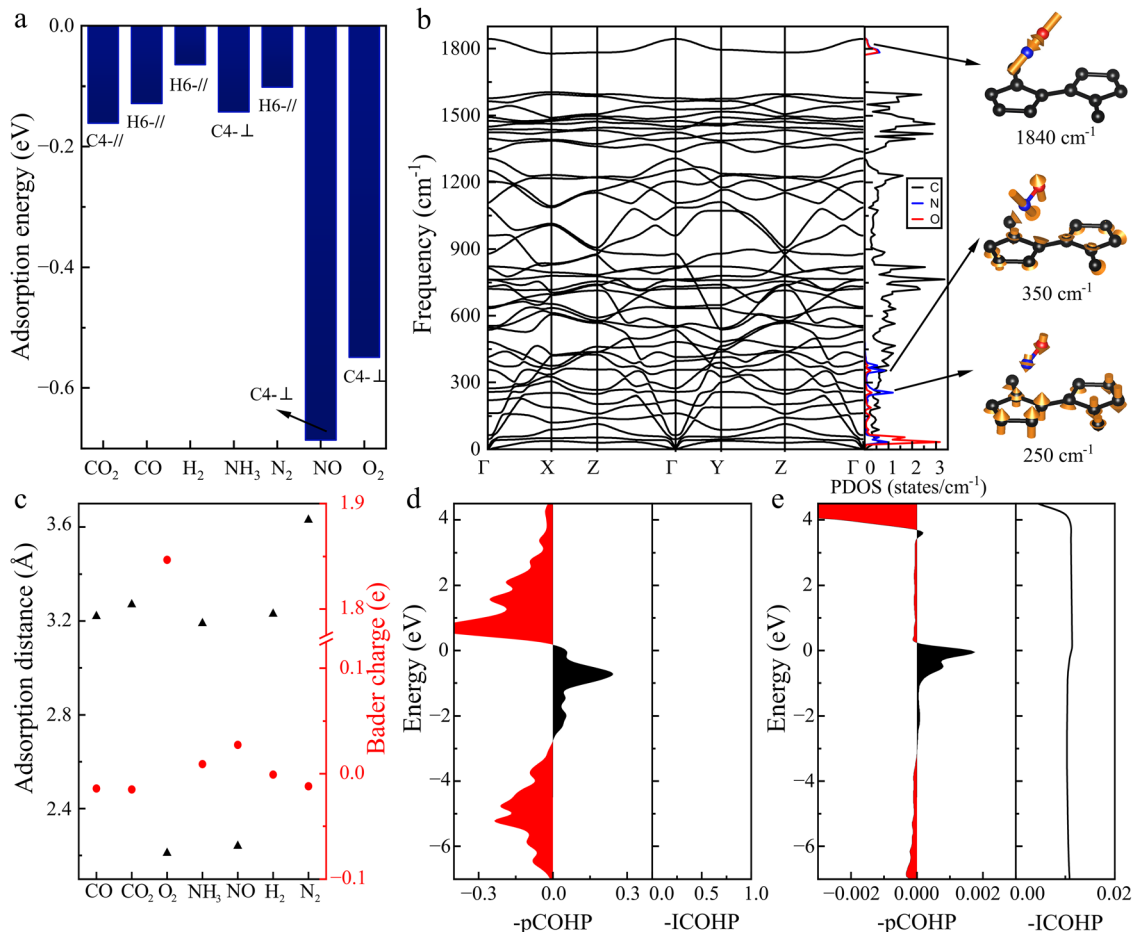 a
Adsorption energy (eV)
0.0
−0.2
−0.4
−0.6
C4-//
H6-//
H6-//
C4-⊥
H6-//
C4-⊥
C4-⊥
CO₂ CO H₂ NH₃ N₂ NO O₂
b
Frequency (cm⁻¹)
1800
1500
1200
900
600
300
0
Γ X Z Γ Y Z Γ
C
N
O
0 1 2 3
PDOS (states/cm⁻¹)
1840 cm⁻¹
350 cm⁻¹
250 cm⁻¹
c
Adsorption distance (Å)
3.6
3.2
2.8
2.4
1.9
1.8
0.1
0.0
−0.1
Bader charge (e)
CO CO₂ O₂ NH₃ NO H₂ N₂
d
Energy (eV)
4
2
0
−2
−4
−6
−0.3 0.0 0.3
-pCOHP
0.0 0.5 1.0
-ICOHP
e
Energy (eV)
4
2
0
−2
−4
−6
−0.002 0.000 0.002
-pCOHP
0.00 0.02
-ICOHP